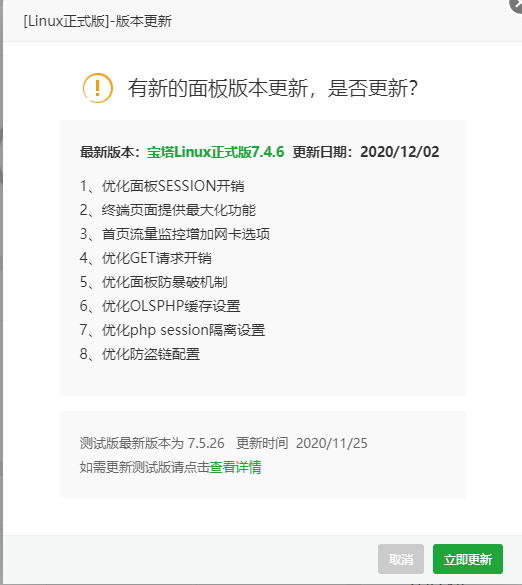 [Linux正式版]-版本更新
有新的面板版本更新，是否更新？
最新版本：宝塔Linux正式版7.4.6 更新日期：2020/12/02
1、优化面板SESSION开销
2、终端页面提供最大化功能
3、首页流量监控增加网卡选项
4、优化GET请求开销
5、优化面板防暴破机制
6、优化OLSPHP缓存设置
7、优化php session隔离设置
8、优化防盗链配置
测试版最新版本为 7.5.26 更新时间 2020/11/25
如需更新测试版请点击查看详情
取消 立即更新